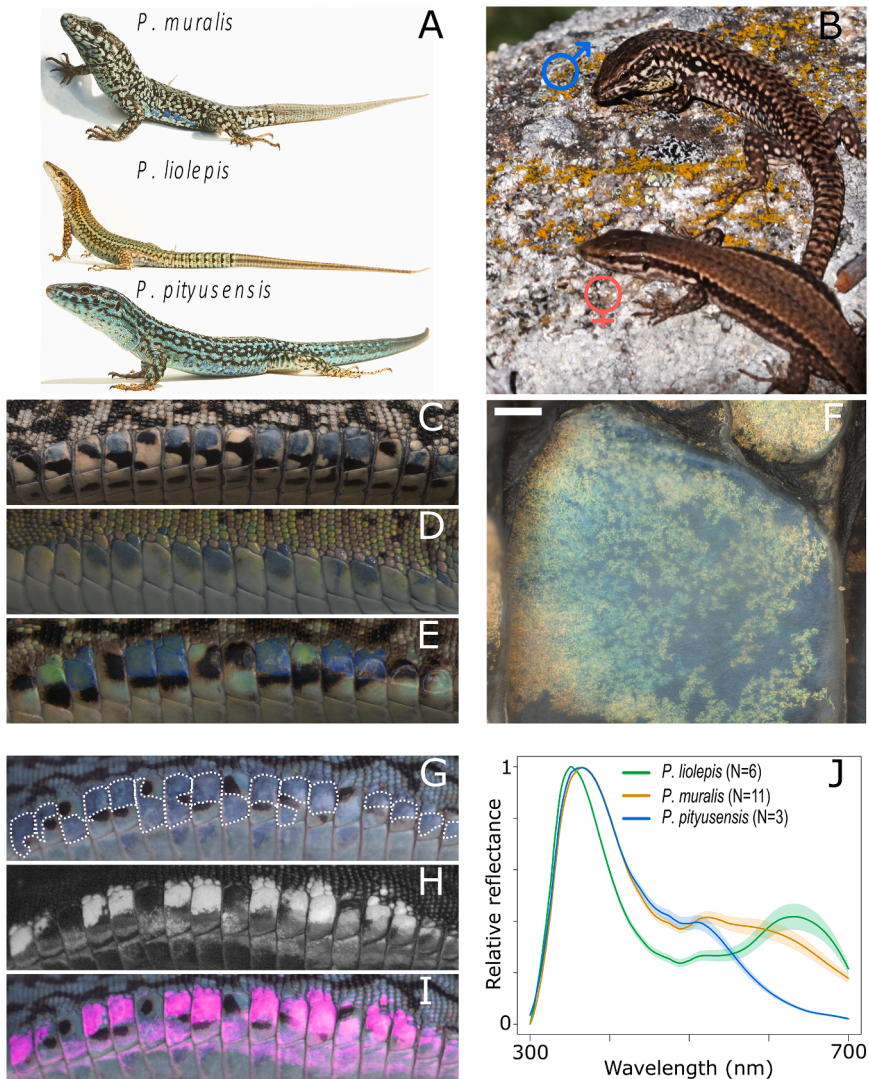 A
P. muralis
P. liolepis
P. pityusensis
B
♂
♀
C
D
E
F
G
H
I
J
P. liolepis (N=6)
P. muralis (N=11)
P. pityusensis (N=3)
1
Relative reflectance
0
300
700
Wavelength (nm)